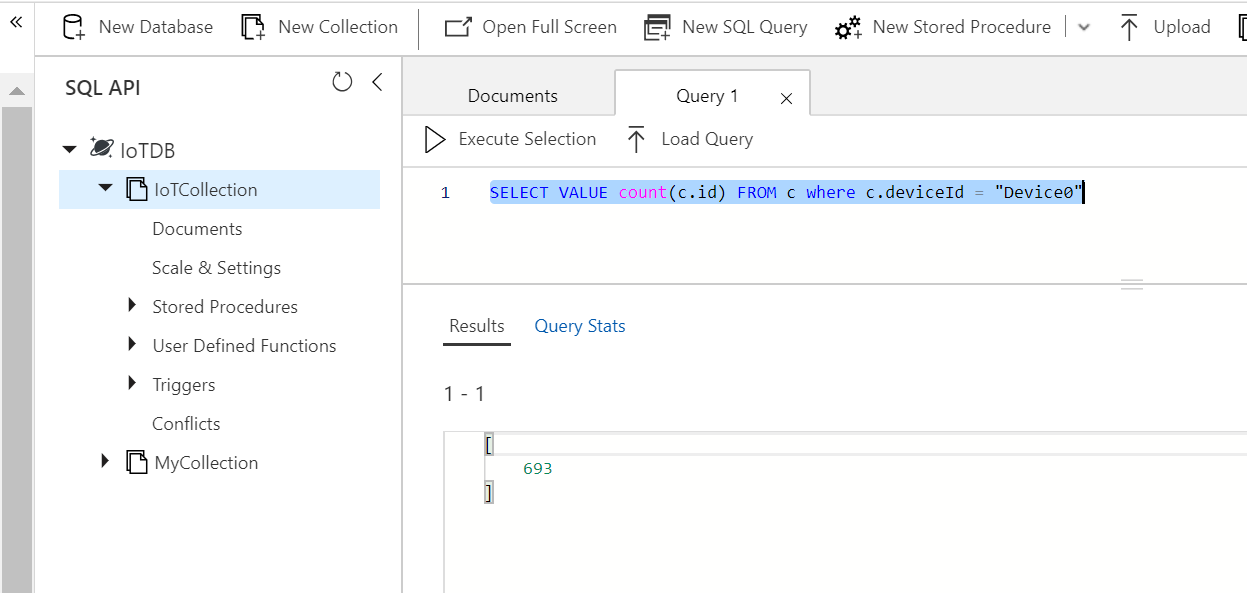 «
New Database
New Collection
Open Full Screen
New SQL Query
New Stored Procedure
Upload
SQL API
IoTDB
IoTCollection
Documents
Scale & Settings
Stored Procedures
User Defined Functions
Triggers
Conflicts
MyCollection
Documents
Query 1
Execute Selection
Load Query
1 SELECT VALUE count(c.id) FROM c where c.deviceId = "Device0"
Results Query Stats
1 - 1
[
693
]